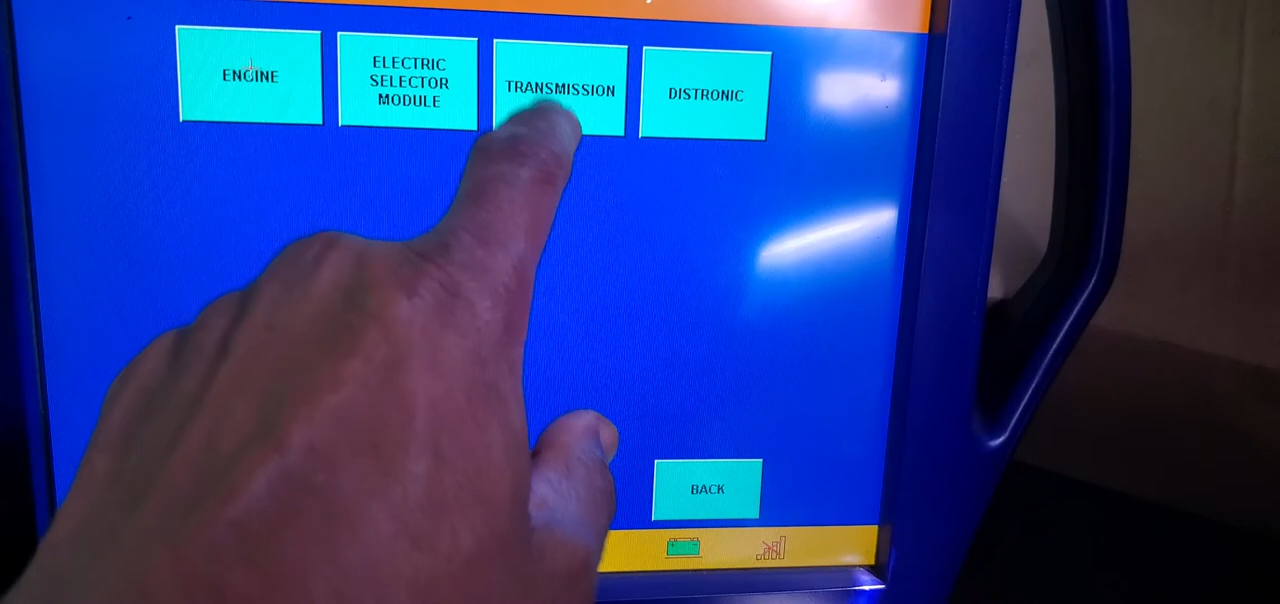 ENGINE
ELECTRIC
SELECTOR
MODULE
TRANSMISSION
DISTRONIC
BACK